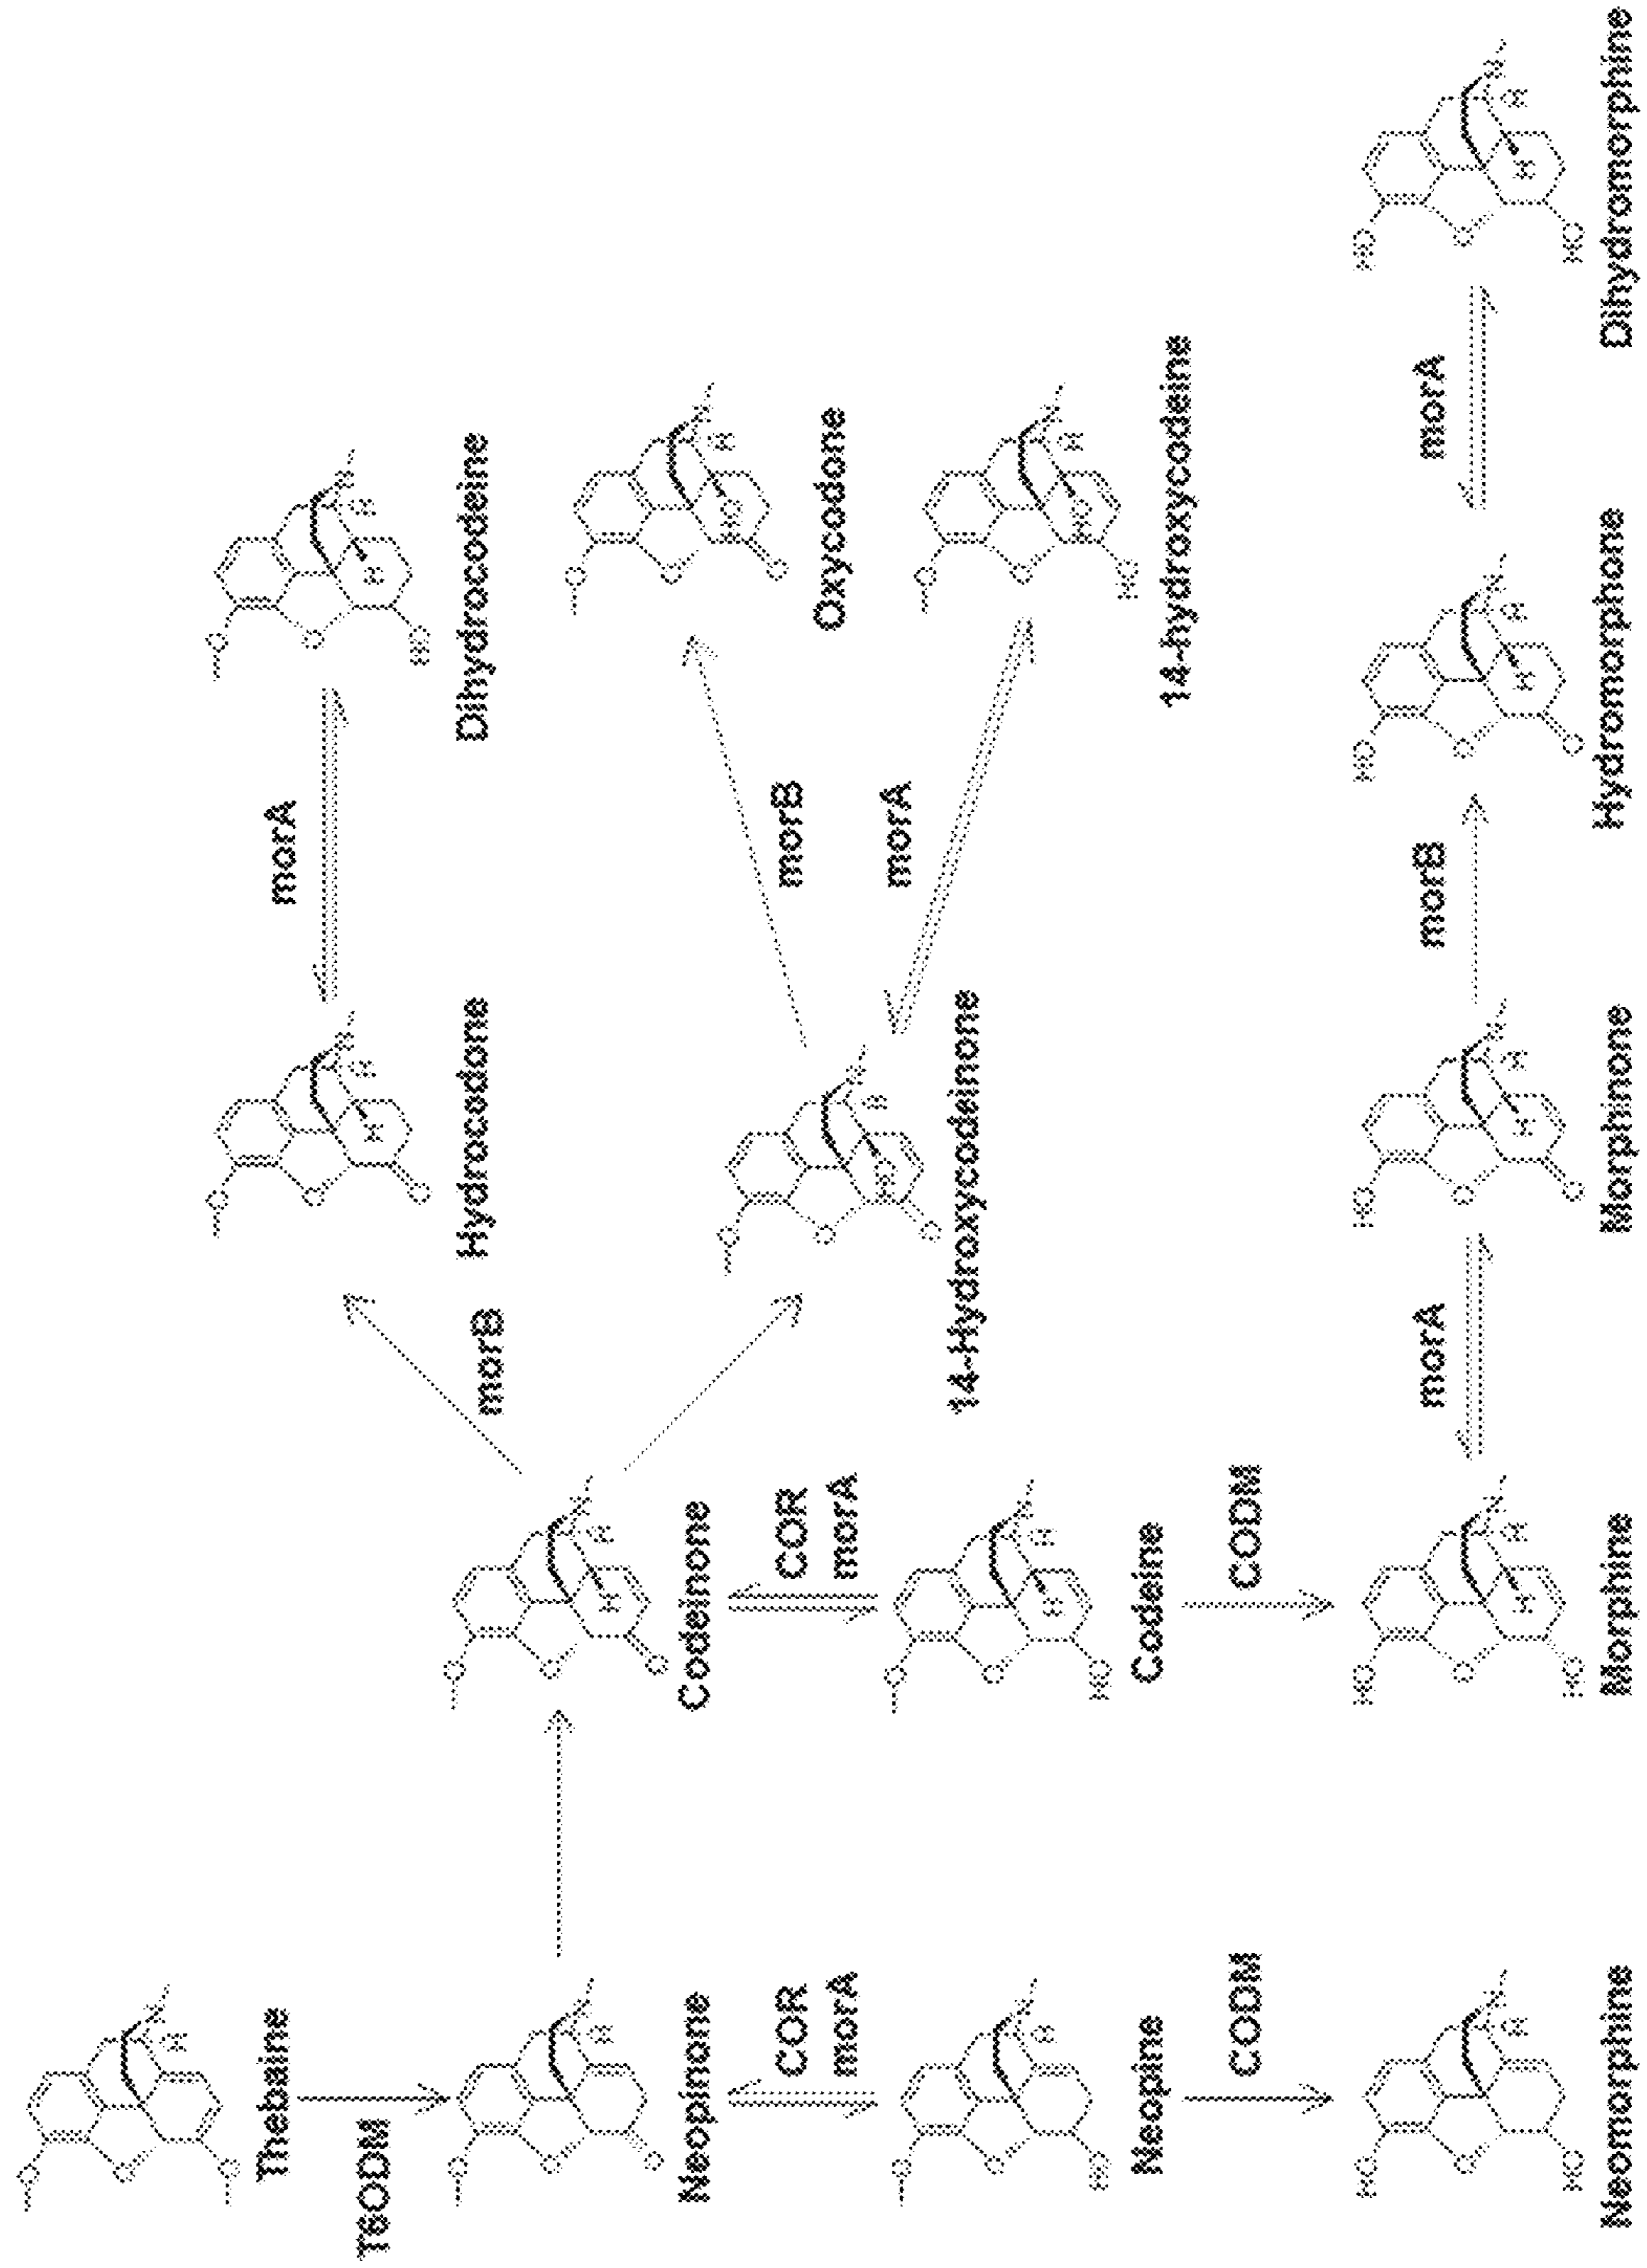 Thebaine
T6ODM
Neopinone
COR
morA
Neopine
CODM
Neomorphine
Codeinone
COR
morA
Codeine
CODM
Morphine
morB
Hydrocodone
morA
Dihydrocodeine
14-Hydroxycodeinone
morB
Oxycodone
morA
14-hydroxycodeine
morA
Morphinone
morB
Hydromorphone
morA
Dihydromorphine